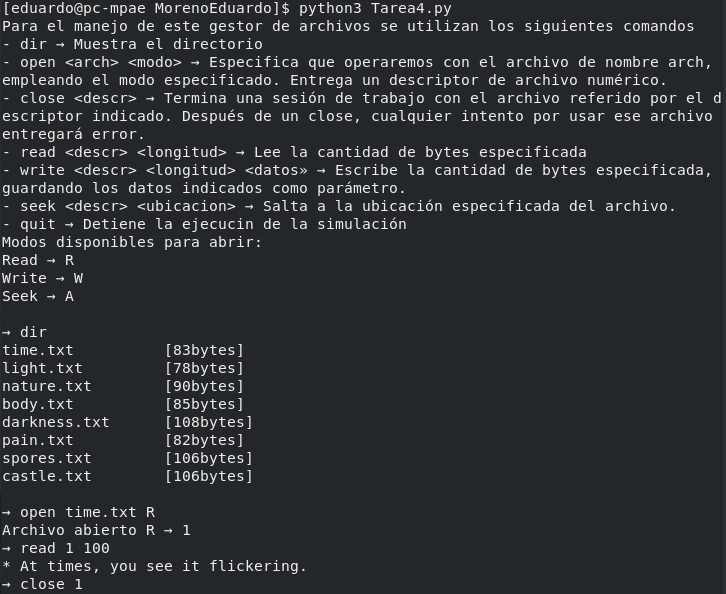 [eduardo@pc-mpae MorenoEduardo]$ python3 Tarea4.py
Para el manejo de este gestor de archivos se utilizan los siguientes comandos
- dir → Muestra el directorio
- open <arch> <modo> → Especifica que operaremos con el archivo de nombre arch,
empleando el modo especificado. Entrega un descriptor de archivo numérico.
- close <descr> → Termina una sesión de trabajo con el archivo referido por el d
escriptor indicado. Después de un close, cualquier intento por usar ese archivo
entregará error.
- read <descr> <longitud> → Lee la cantidad de bytes especificada
- write <descr> <longitud> <datos» → Escribe la cantidad de bytes especificada,
guardando los datos indicados como parámetro.
- seek <descr> <ubicacion> → Salta a la ubicación especificada del archivo.
- quit → Detiene la ejecucin de la simulación
Modos disponibles para abrir:
Read → R
Write → W
Seek → A
→ dir
time.txt [83bytes]
light.txt [78bytes]
nature.txt [90bytes]
body.txt [85bytes]
darkness.txt [108bytes]
pain.txt [82bytes]
spores.txt [106bytes]
castle.txt [106bytes]
→ open time.txt R
Archivo abierto R → 1
→ read 1 100
* At times, you see it flickering.
→ close 1